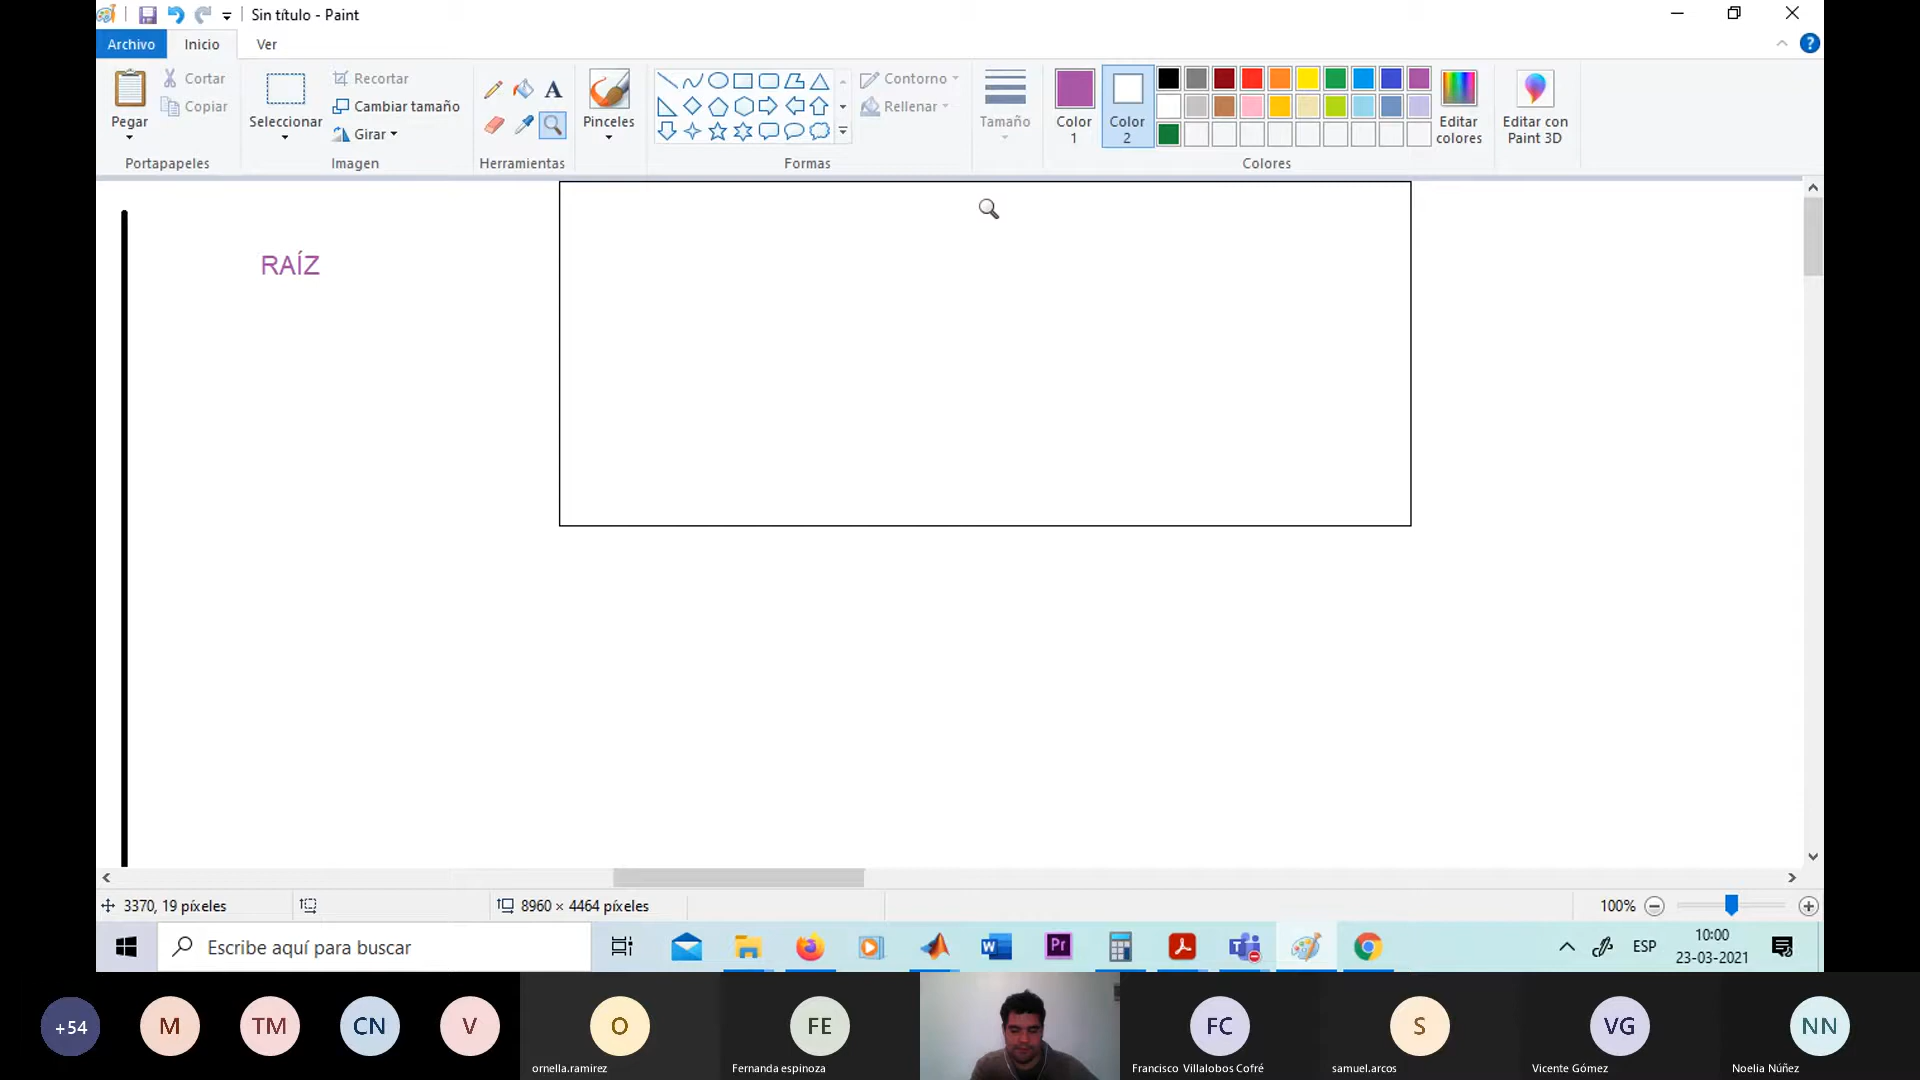 Sin título - Paint
Archivo
Inicio
Ver
Pegar
Cortar
Copiar
Portapapeles
Seleccionar
Recortar
Cambiar tamaño
Girar
Imagen
A
Herramientas
Pinceles
Contorno
Rellenar
Formas
Tamaño
Color
1
Color
2
Editar
colores
Editar con
Paint 3D
Colores
?
RAÍZ
3370, 19 píxeles
8960 × 4464 píxeles
100%
Escribe aquí para buscar
W
Pr
T
ESP
10:00
23-03-2021
+54
M
TM
CN
V
O
ornella.ramirez
FE
Fernanda espinoza
FC
Francisco Villalobos Cofré
S
samuel.arcos
VG
Vicente Gómez
NN
Noelia Núñez